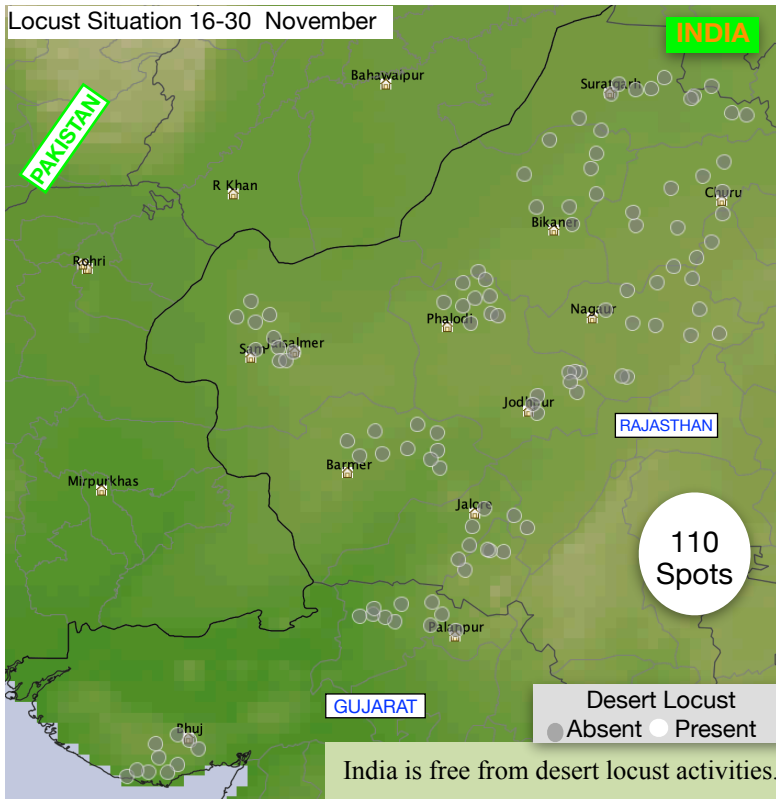 Locust Situation 16-30 November
INDIA
PAKISTAN
Bahawalpur
Suratgarh
R Khan
Churu
Bikaner
Rohri
Phalodi
Nagaur
Sam
Jaisalmer
Jodhpur
RAJASTHAN
Barmer
Mirpurkhas
Jalore
110
Spots
Palanpur
GUJARAT
Bhuj
Desert Locust
Absent Present
India is free from desert locust activities.